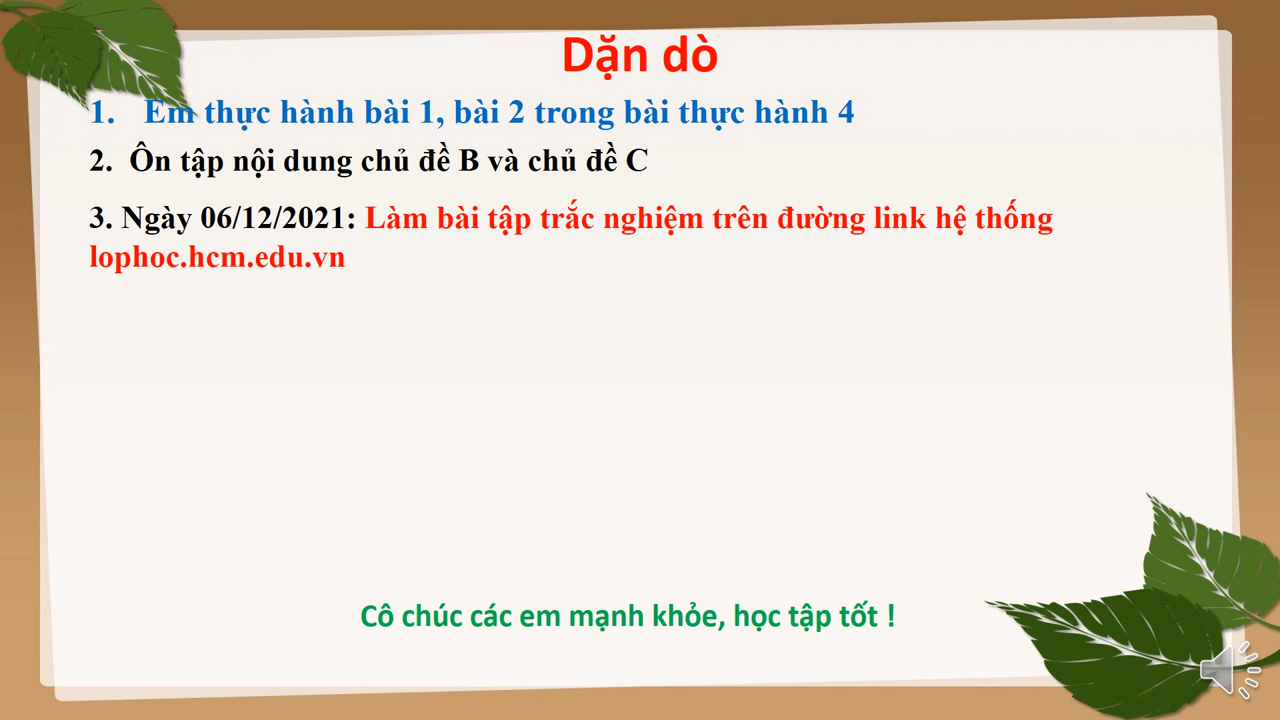 Dặn dò
1. Em thực hành bài 1, bài 2 trong bài thực hành 4
2. Ôn tập nội dung chủ đề B và chủ đề C
3. Ngày 06/12/2021: Làm bài tập trắc nghiệm trên đường link hệ thống
lophoc.hcm.edu.vn
Cô chúc các em mạnh khỏe, học tập tốt !